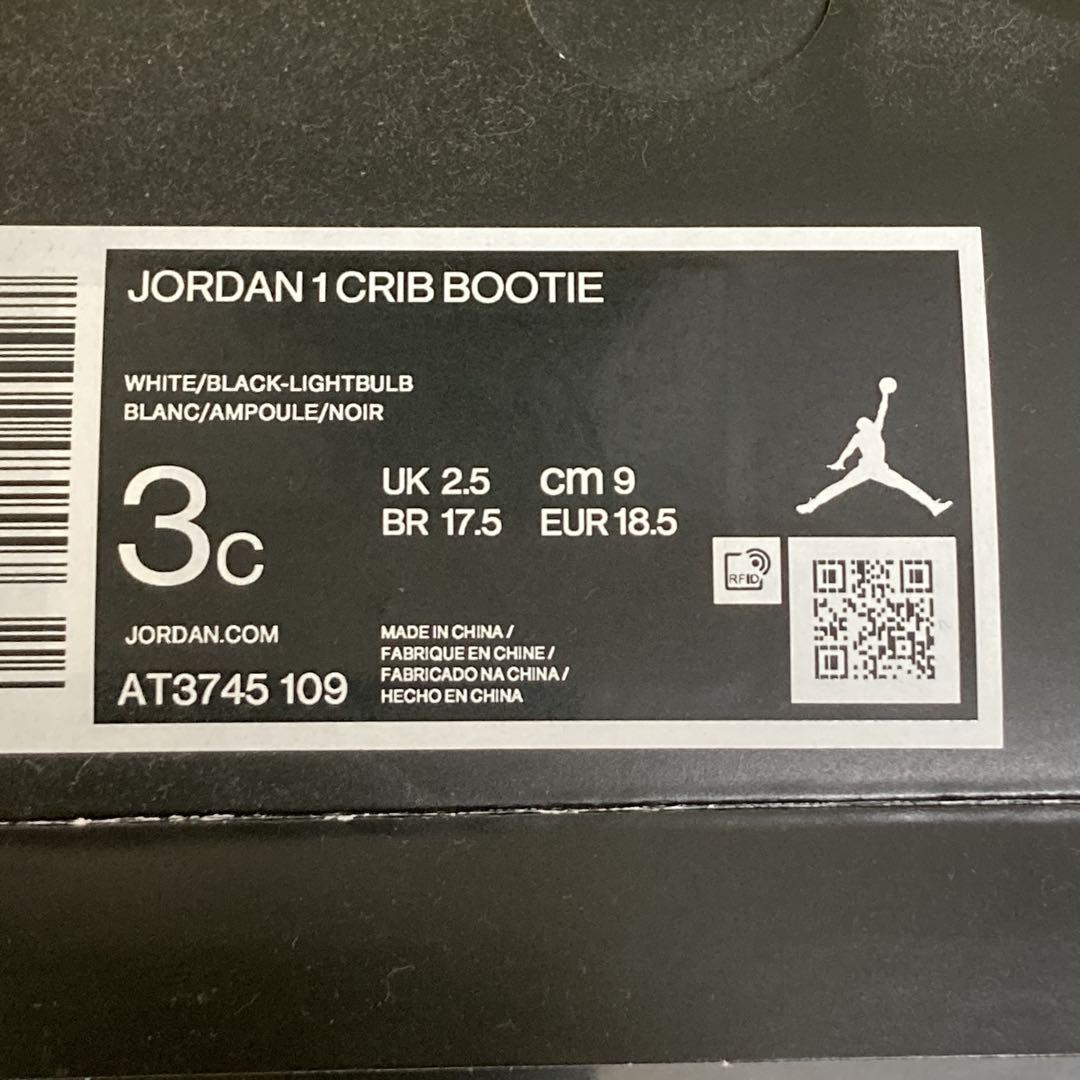 JORDAN 1 CRIB BOOTIE
WHITE/BLACK-LIGHTBULB
BLANC/AMPOULE/NOIR
3C
UK 2.5 cm 9
BR 17.5 EUR 18.5
RFID
JORDAN.COM
AT3745 109
MADE IN CHINA /
FABRIQUE EN CHINE /
FABRICADO NA CHINA /
HECHO EN CHINA